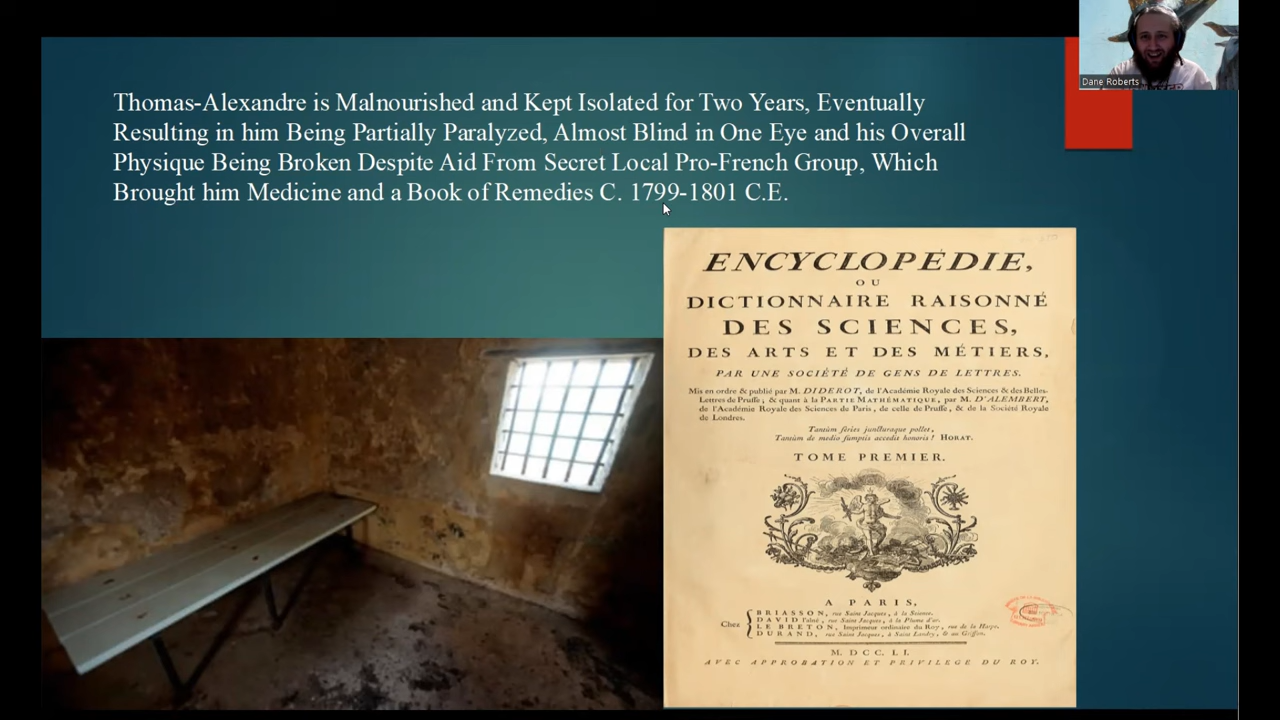 Dane Roberts
Thomas-Alexandre is Malnourished and Kept Isolated for Two Years, Eventually
Resulting in him Being Partially Paralyzed, Almost Blind in One Eye and his Overall
Physique Being Broken Despite Aid From Secret Local Pro-French Group, Which
Brought him Medicine and a Book of Remedies C. 1799-1801 C.E.
ENCYCLOPÉDIE,
OU
DICTIONNAIRE RAISONNÉ
DES SCIENCES,
DES ARTS ET DES MÉTIERS,
PAR UNE SOCIÉTÉ DE GENS DE LETTRES.
Mis en ordre & publié par M. DIDEROT, de l'Académie Royale des Sciences & des Belles-
Lettres de Prusse; & quant à la PARTIE MATHÉMATIQUE, par M. D'ALEMBERT,
de l'Académie Royale des Sciences de Paris, de celle de Prusse, & de la Société Royale
de Londres.
Tantùm series juncturaque pollet,
Tantùm de medio sumptis accedit honoris! HORAT.
TOME PREMIER.
A PARIS,
Chez
BRIASSON, rue Saint Jacques, à la Science.
DAVID l'aîné, rue Saint Jacques, à la Plume d'or.
LE BRETON, Imprimeur ordinaire du Roy, rue de la Harpe.
DURAND, rue Saint Jacques, à Saint Landry, & au Griffon.
M. DCC. LI.
AVEC APPROBATION ET PRIVILEGE DU ROY.